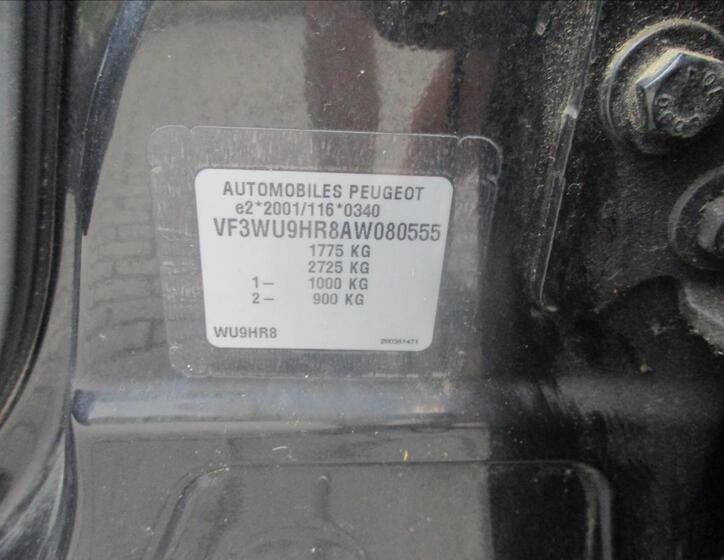 AUTOMOBILES PEUGEOT
e2*2001/116*0340
VF3WU9HR8AW080555
1775 KG
2725 KG
1– 1000 KG
2– 900 KG
WU9HR8